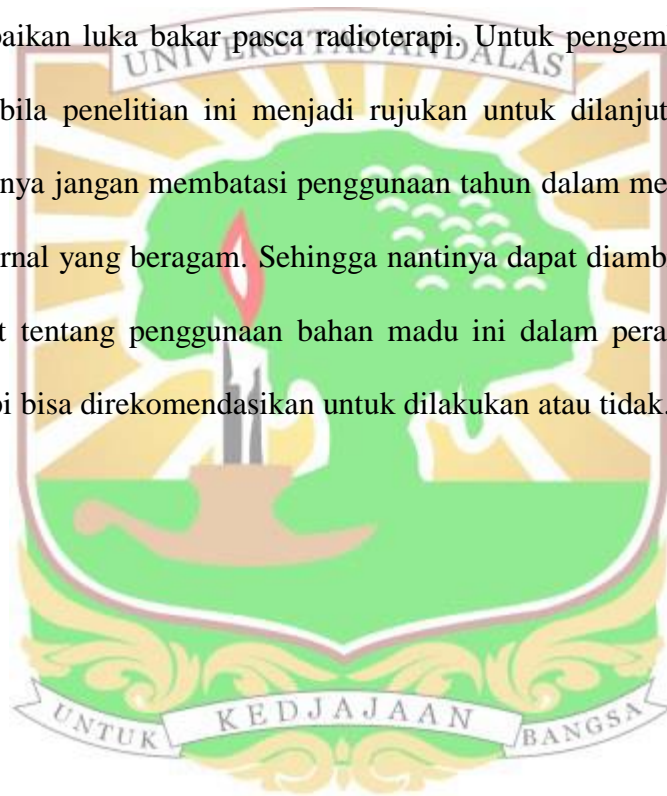 baikan luka bakar pasca radioterapi. Untuk pengem
UNIVERSITAS ANDALAS
bila penelitian ini menjadi rujukan untuk dilanjut
nya jangan membatasi penggunaan tahun dalam me
rnal yang beragam. Sehingga nantinya dapat diamb
t tentang penggunaan bahan madu ini dalam pera
pi bisa direkomendasikan untuk dilakukan atau tidak.
UNTUK KEDJAJAAN BANGSA